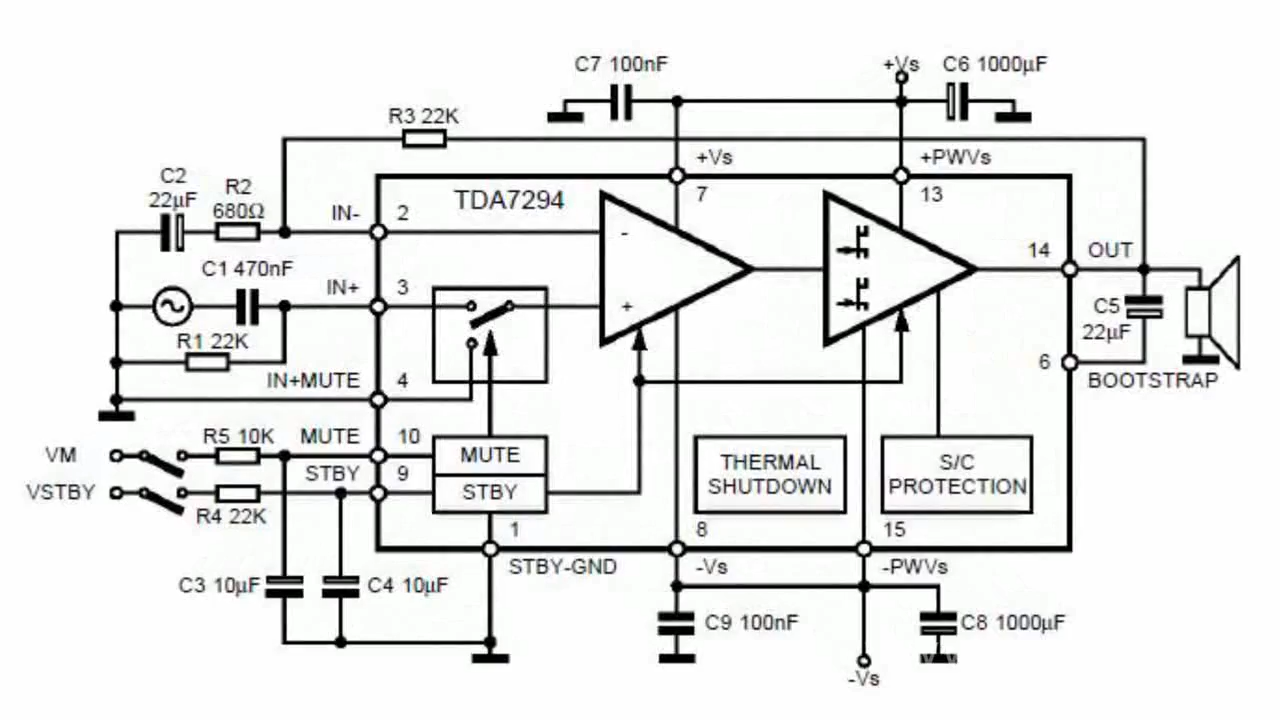 C7 100nF
+Vs
C6 1000µF
R3 22K
+Vs
+PWVs
C2
22µF
R2
680Ω
IN-
2
TDA7294
7
13
-
C1 470nF
14
OUT
IN+
3
+
C5
22µF
R1 22K
IN+MUTE
4
6
BOOTSTRAP
VM
R5 10K
MUTE
10
MUTE
THERMAL
SHUTDOWN
S/C
PROTECTION
STBY
9
VSTBY
STBY
R4 22K
1
8
15
STBY-GND
-Vs
-PWVs
C3 10µF
C4 10µF
C9 100nF
C8 1000µF
-Vs